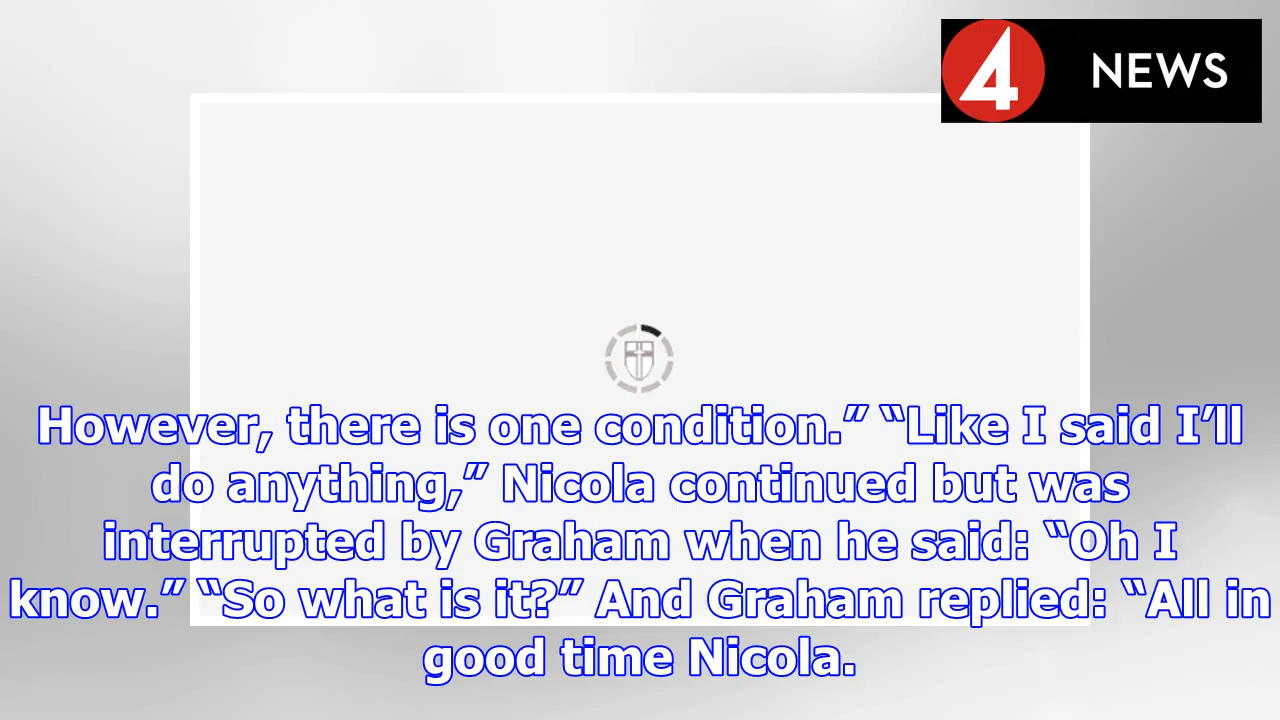 4 NEWS
However, there is one condition.” “Like I said I’ll
do anything,” Nicola continued but was
interrupted by Graham when he said: “Oh I
know.” “So what is it?” And Graham replied: “All in
good time Nicola.